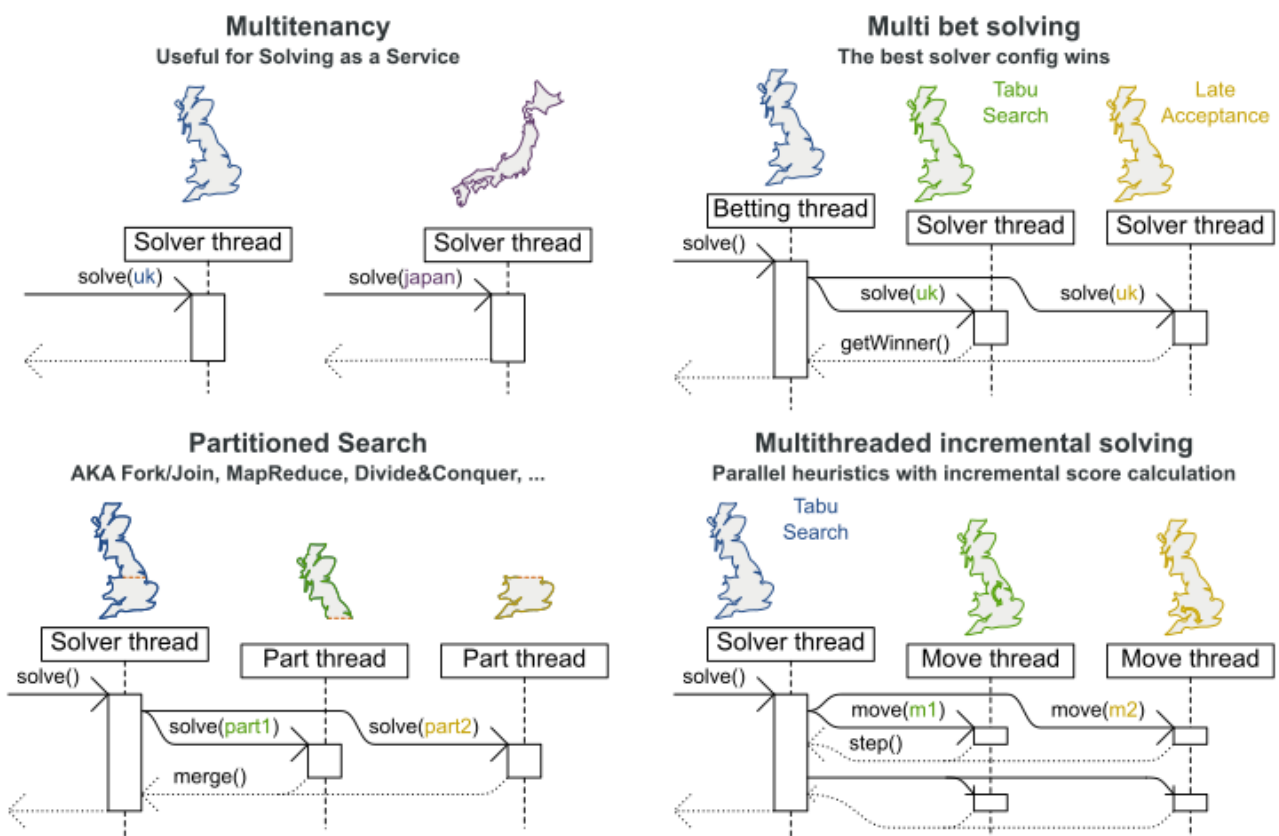 Multitenancy
Useful for Solving as a Service
Solver thread
Solver thread
solve(uk)
solve(japan)
Multi bet solving
The best solver config wins
Tabu
Search
Late
Acceptance
Betting thread
Solver thread
Solver thread
solve()
solve(uk)
solve(uk)
getWinner()
Partitioned Search
AKA Fork/Join, MapReduce, Divide&Conquer, ...
Solver thread
Part thread
Part thread
solve()
solve(part1)
solve(part2)
merge()
Multithreaded incremental solving
Parallel heuristics with incremental score calculation
Tabu
Search
Solver thread
Move thread
Move thread
solve()
move(m1)
move(m2)
step()